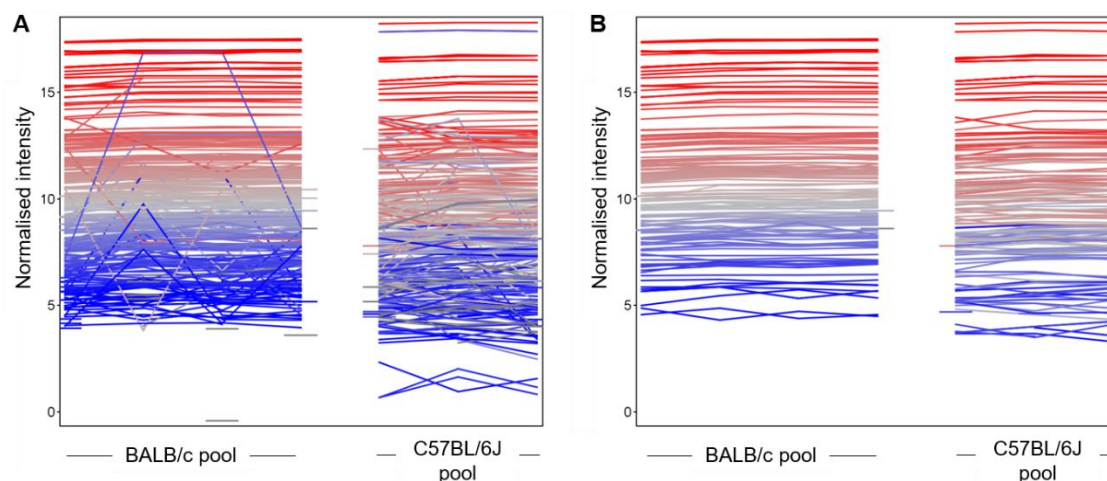 A
B
Normalised intensity
15
10
5
0
Normalised intensity
15
10
5
0
BALB/c pool
C57BL/6J
pool
BALB/c pool
C57BL/6J
pool